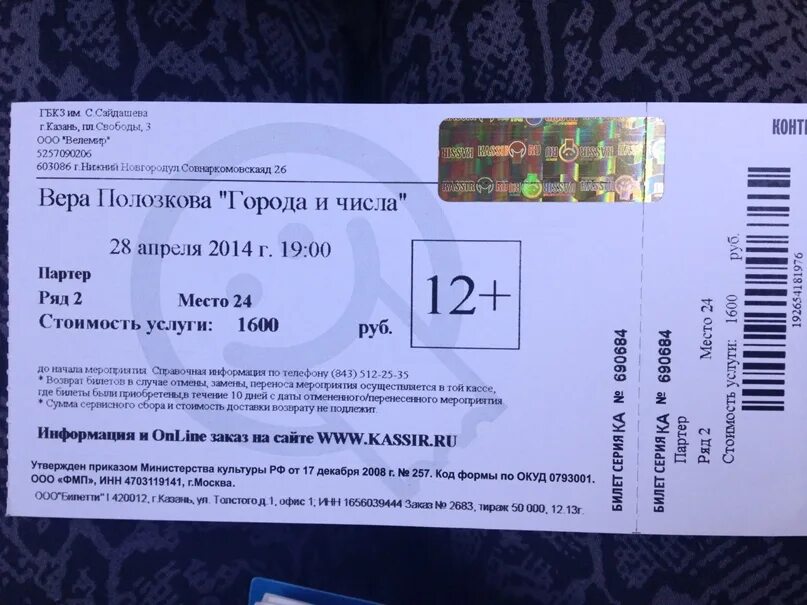 ГБКЗ им. С.Сайдашева
г.Казань, пл.Свободы, 3
ООО "Велемир"
5257090206
603086 г.Нижний Новгородул Совнаркомовскаяд 26
Вера Полозкова "Города и числа"
28 апреля 2014 г. 19:00
Партер
Ряд 2 Место 24
Стоимость услуги: 1600 руб.
12+
до начала мероприятия Справочная информация по телефону (843) 512-25-35
* Возврат билетов в случае отмены, замены, переноса мероприятия осуществляется в той кассе,
где билеты были приобретены,в течение 10 дней с даты отмененного/перенесенного мероприятия
* Сумма сервисного сбора и стоимость доставки возврату не подлежит
Информация и OnLine заказ на сайте WWW.KASSIR.RU
Утвержден приказом Министерства культуры РФ от 17 декабря 2008 г. № 257. Код формы по ОКУД 0793001.
ООО «ФМП», ИНН 4703119141, г.Москва.
ООО"Билетти" I 420012, г.Казань, ул. Толстого д.1, офис 1; ИНН 1656039444 Заказ № 2683, тираж 50 000, 12.13г.
KASSIR RU
KASSIR RU
БИЛЕТ СЕРИЯ КА № 690684
БИЛЕТ СЕРИЯ КА № 690684
Партер
Ряд 2 Место 24
Стоимость услуги: 1600 руб.
192654181976